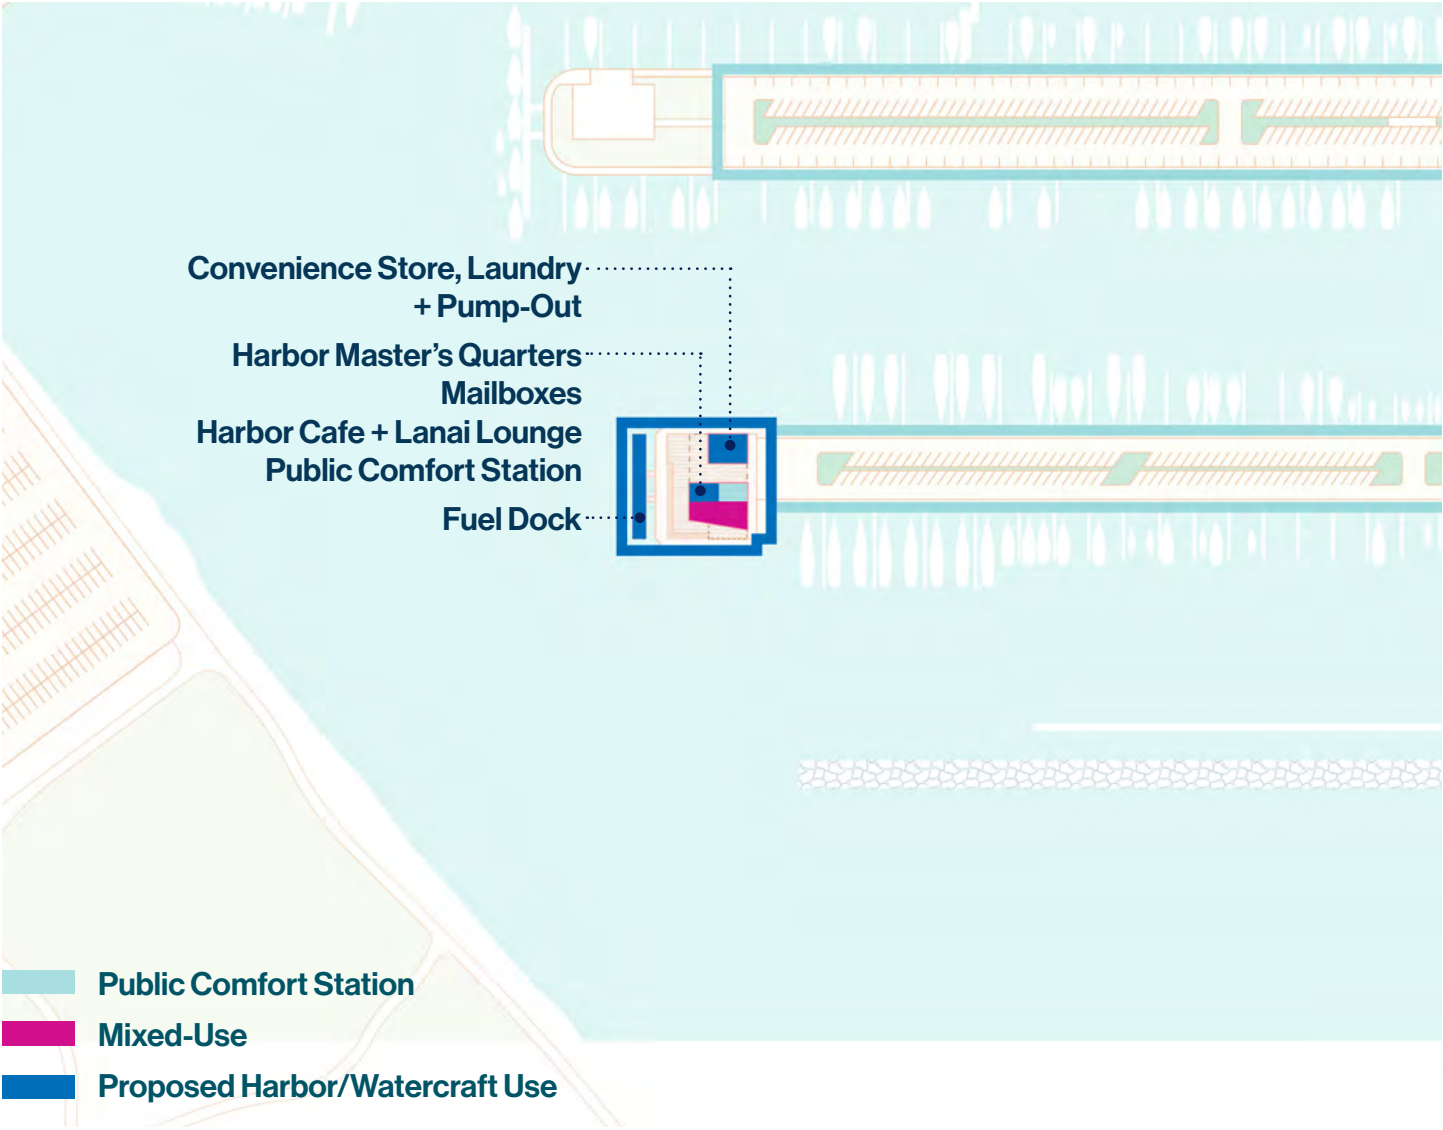 Convenience Store, Laundry
+ Pump-Out
Harbor Master’s Quarters
Mailboxes
Harbor Cafe + Lanai Lounge
Public Comfort Station
Fuel Dock
Public Comfort Station
Mixed-Use
Proposed Harbor/Watercraft Use